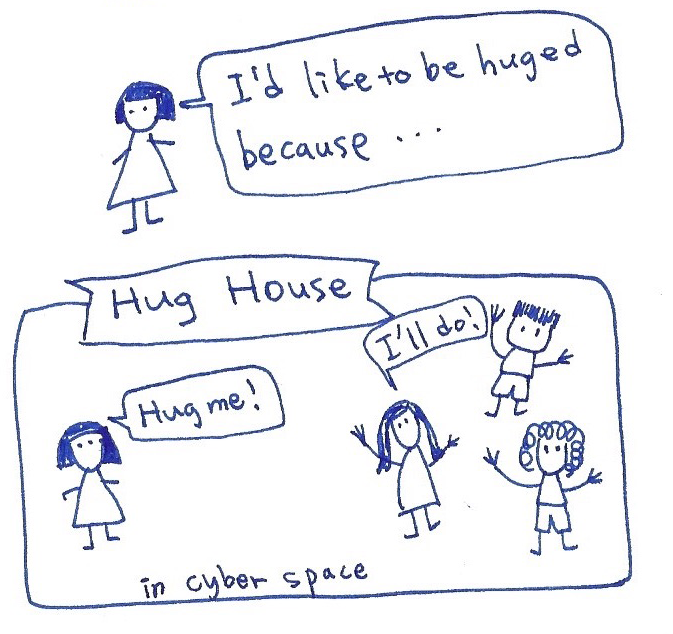 I'd like to be huged
because ...
Hug House
I'll do!
Hug me!
in cyber space